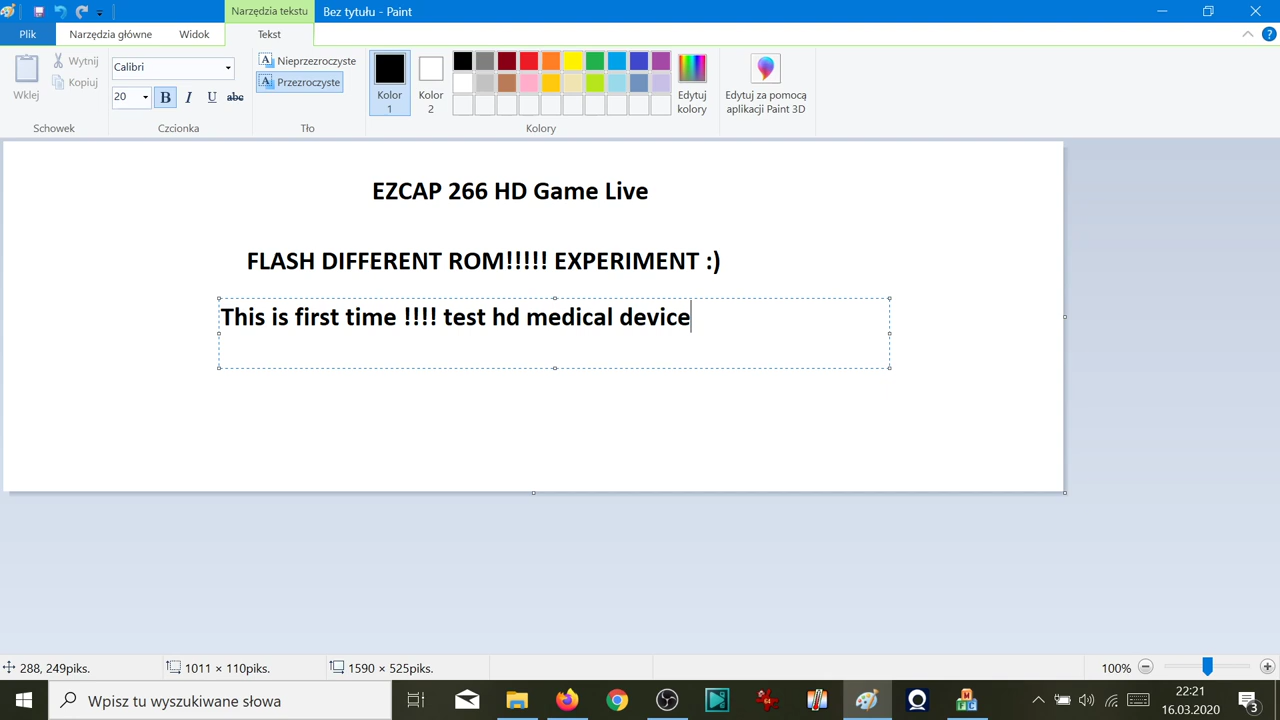 Narzędzia tekstu
Bez tytułu - Paint
Plik
Narzędzia główne
Widok
Tekst
Wklej
Wytnij
Kopiuj
Schowek
Calibri
20
B I U abc
Czcionka
Nieprzezroczyste
Przezroczyste
Tło
Kolor 1
Kolor 2
Edytuj kolory
Kolory
Edytuj za pomocą aplikacji Paint 3D
EZCAP 266 HD Game Live
FLASH DIFFERENT ROM!!!!! EXPERIMENT :)
This is first time !!!! test hd medical device
288, 249piks.
1011 × 110piks.
1590 × 525piks.
100%
Wpisz tu wyszukiwane słowa
22:21
16.03.2020
3